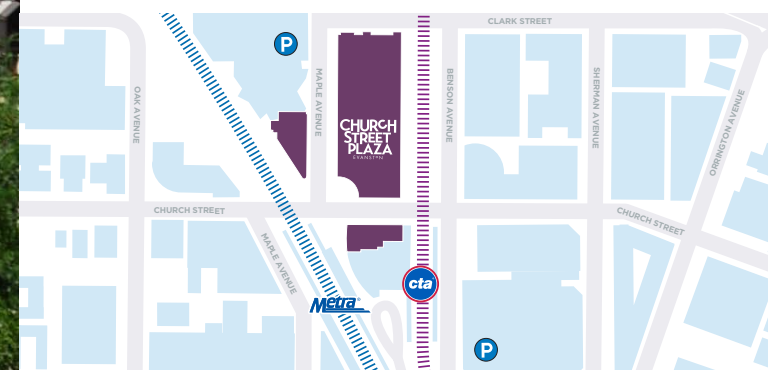 CLARK STREET
P
MAPLE AVENUE
BENSON AVENUE
SHERMAN AVENUE
OAK AVENUE
ORRINGTON AVENUE
CHURCH
STREET
PLAZA
EVANSTON
CHURCH STREET
CHURCH STREET
MAPLE AVENUE
cta
Metra
P